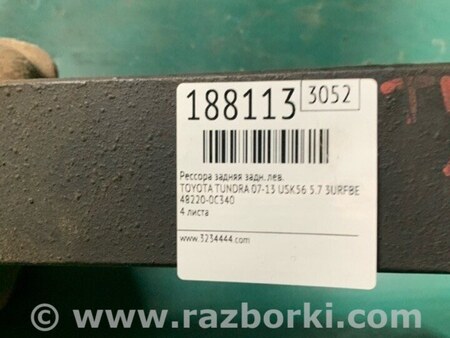 188113
3052
Рессора задняя задн.лев.
TOYOTA TUNDRA 07-13 USK56 5.7 3URFBE
48220-0C340
4 листа
www.3234444.com
© www.razborki.com